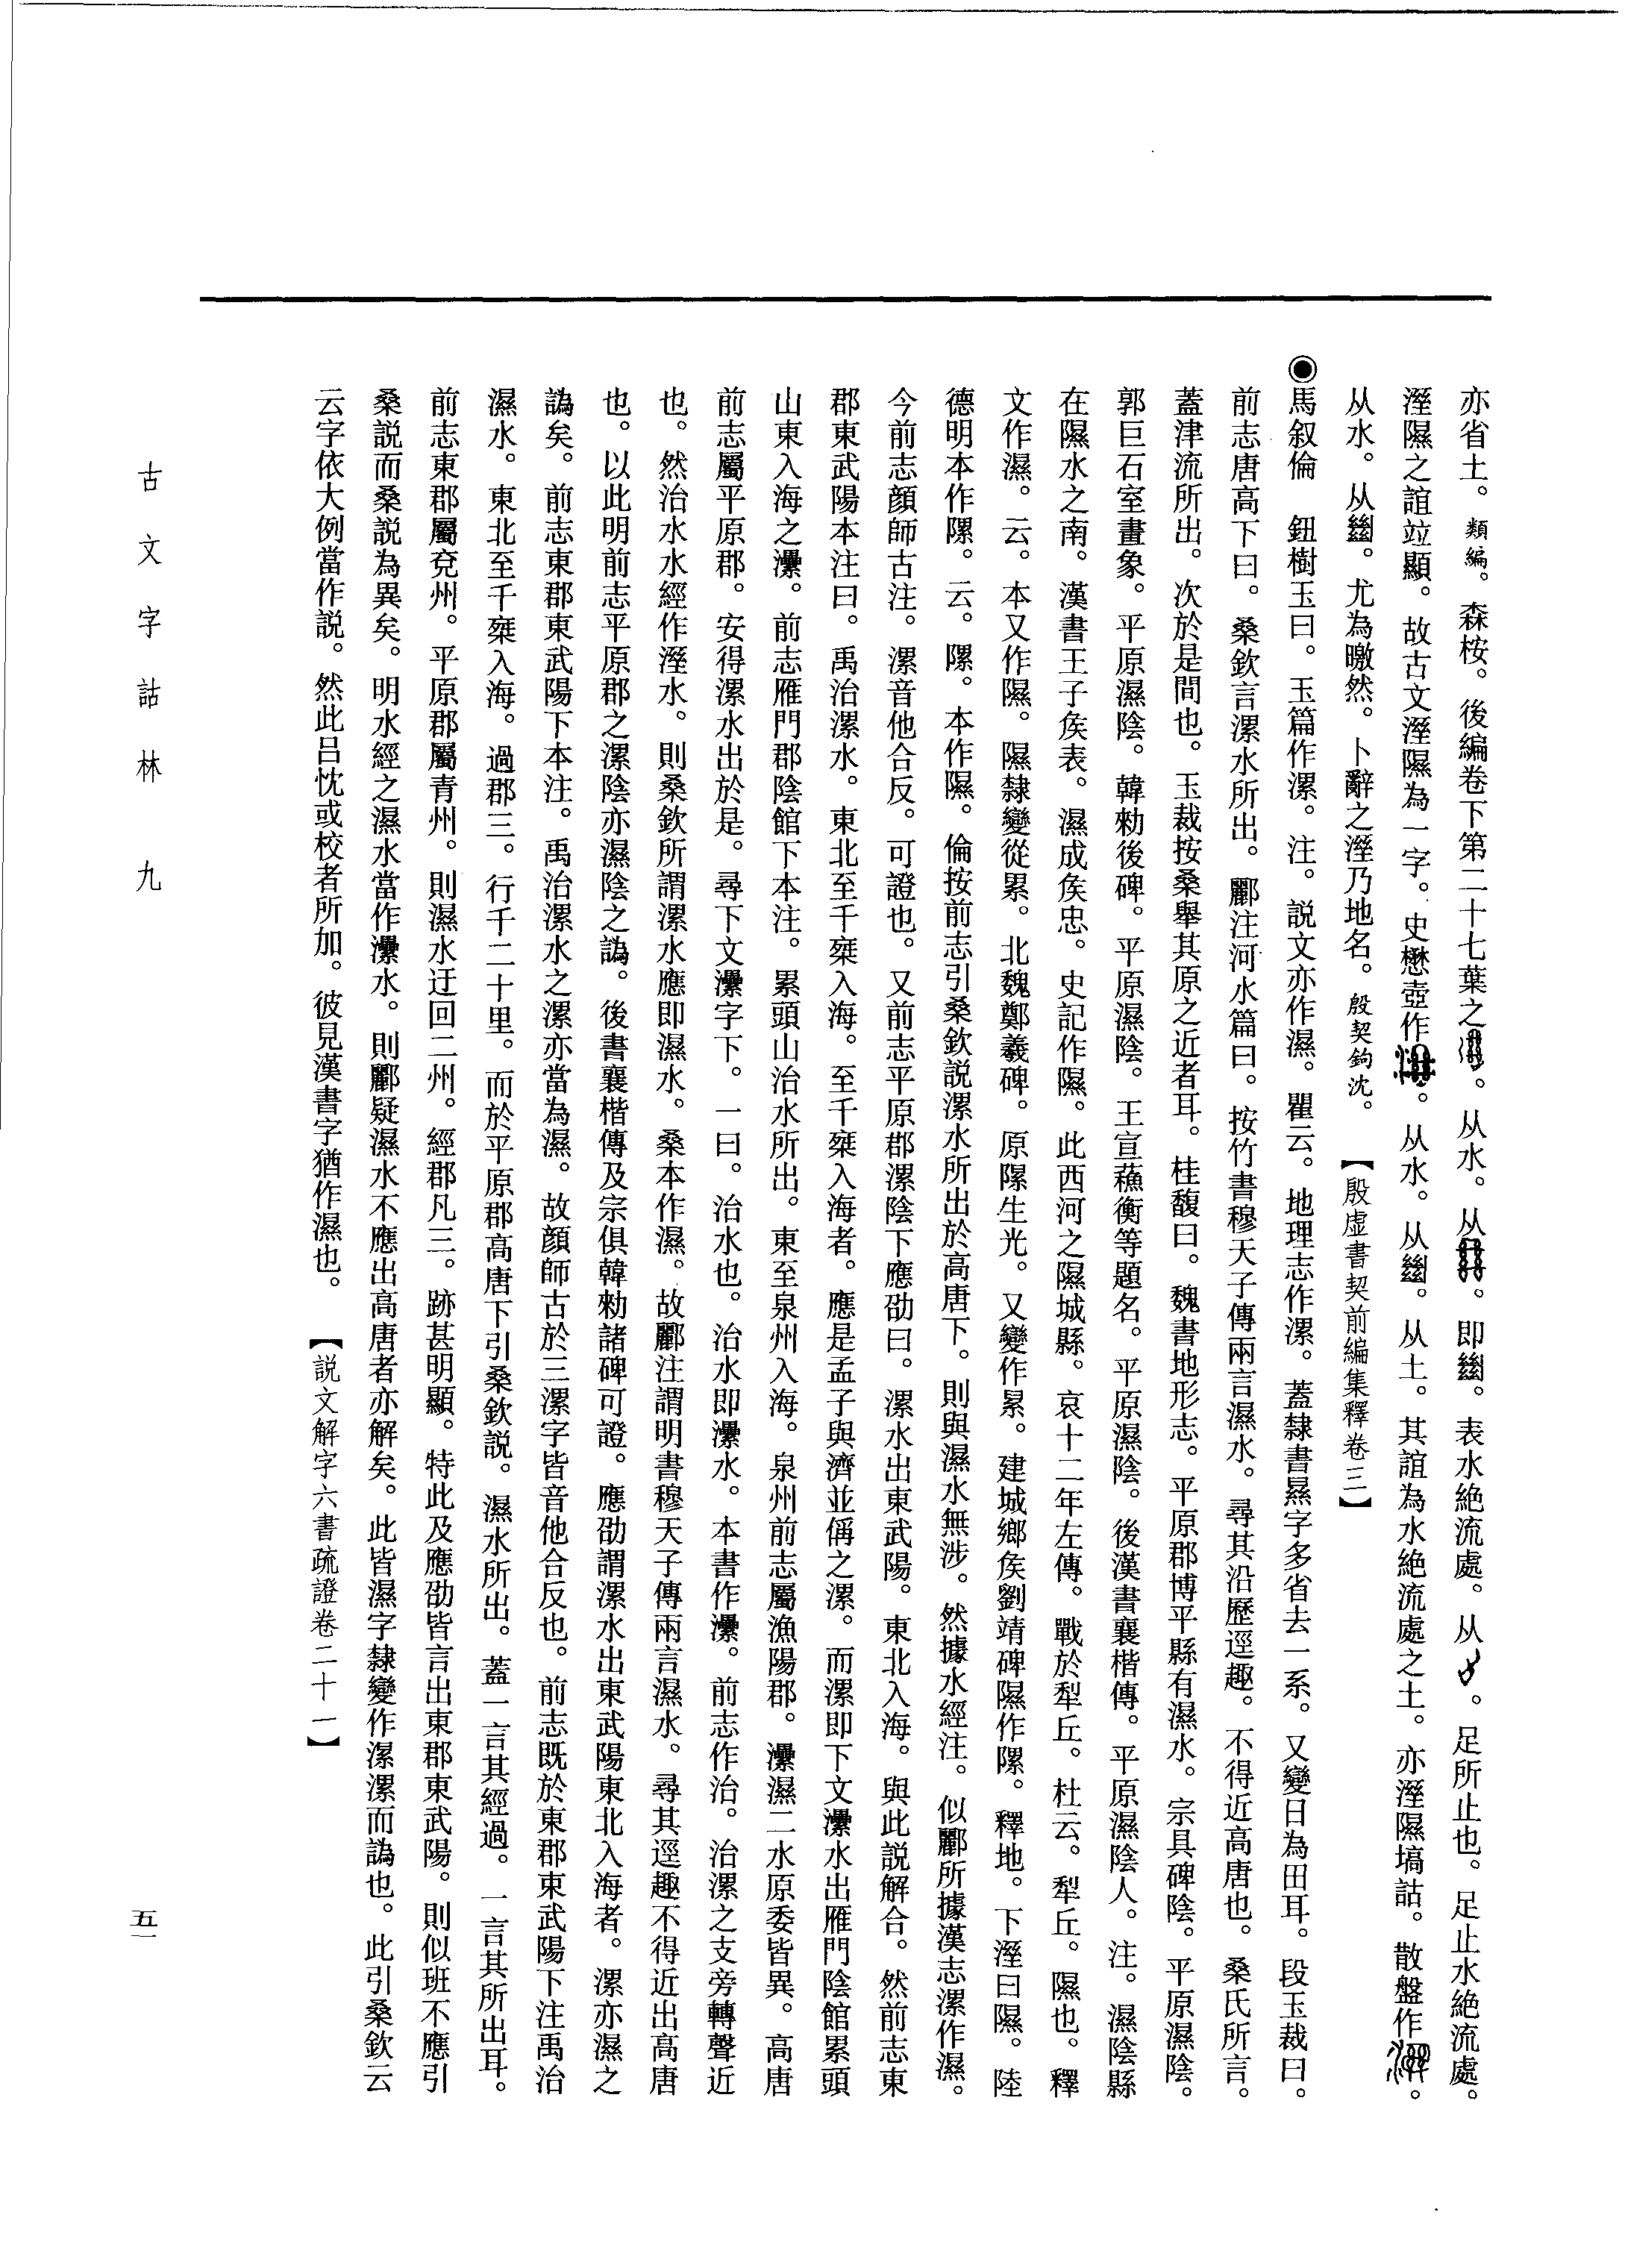 亦省土。類編。森桉。後編卷下第二十七葉之。从水。从。即㬎。表水絶流處。从。足所止也。足止水絶流處。
溼隰之誼竝顯。故古文溼隰為一字。史懋壺作。从水。从㬎。从土。其誼為水絶流處之土。亦溼隰塙詁。散盤作。
从水。从㬎。尤為曒然。卜辭之溼乃地名。殷契鉤沈。【殷虛書契前編集釋卷三】
◉馬叙倫　鈕樹玉曰。玉篇作漯。注。説文亦作濕。瞿云。地理志作漯。蓋隸書㬎字多省去一系。又變日為田耳。段玉裁曰。
前志唐高下曰。桑欽言漯水所出。酈注河水篇曰。按竹書穆天子傳兩言濕水。尋其沿歷逕趣。不得近高唐也。桑氏所言。
蓋津流所出。次於是間也。玉裁按桑舉其原之近者耳。桂馥曰。魏書地形志。平原郡博平縣有濕水。宗具碑陰。平原濕陰。
郭巨石室畫象。平原濕陰。韓勑後碑。平原濕陰。王宣蘓衡等題名。平原濕陰。後漢書襄楷傳。平原濕陰人。注。濕陰縣
在隰水之南。漢書王子矦表。濕成矦忠。史記作隰。此西河之隰城縣。哀十二年左傳。戰於犁丘。杜云。犁丘。隰也。釋
文作濕。云。本又作隰。隰隸變從累。北魏鄭羲碑。原㶟生光。又變作累。建城鄉矦劉靖碑隰作㶟。釋地。下溼曰隰。陸
德明本作㶟。云。㶟。本作隰。倫按前志引桑欽説漯水所出於高唐下。則與濕水無涉。然據水經注。似酈所據漢志漯作濕。
今前志顔師古注。漯音他合反。可證也。又前志平原郡漯陰下應劭曰。漯水出東武陽。東北入海。與此説解合。然前志東
郡東武陽本注曰。禹治漯水。東北至千椉入海。至千椉入海者。應是孟子與濟並偁之漯。而漯即下文灅水出雁門陰館累頭
山東入海之灅。前志雁門郡陰館下本注。累頭山治水所出。東至泉州入海。泉州前志屬漁陽郡。灅濕二水原委皆異。高唐
前志屬平原郡。安得漯水出於是。尋下文灅字下。一曰。治水也。治水即灅水。本書作灅。前志作治。治漯之支旁轉聲近
也。然治水水經作溼水。則桑欽所謂漯水應即濕水。桑本作濕。故酈注謂明書穆天子傳兩言濕水。尋其逕趣不得近出高唐
也。以此明前志平原郡之漯陰亦濕陰之譌。後書襄楷傳及宗俱韓勑諸碑可證。應劭謂漯水出東武陽東北入海者。漯亦濕之
譌矣。前志東郡東武陽下本注。禹治漯水之漯亦當為濕。故顔師古於三漯字皆音他合反也。前志既於東郡東武陽下注禹治
濕水。東北至千椉入海。過郡三。行千二十里。而於平原郡高唐下引桑欽説。濕水所出。蓋一言其經過。一言其所出耳。
前志東郡屬兗州。平原郡屬青州。則濕水迂回二州。經郡凡三。跡甚明顯。特此及應劭皆言出東郡東武陽。則似班不應引
桑説而桑説為異矣。明水經之濕水當作灅水。則酈疑濕水不應出高唐者亦解矣。此皆濕字隸變作漯漯而譌也。此引桑欽云
云字依大例當作説。然此呂忱或校者所加。彼見漢書字猶作濕也。【説文解字六書疏證卷二十一】
古文字詁林　九
五一